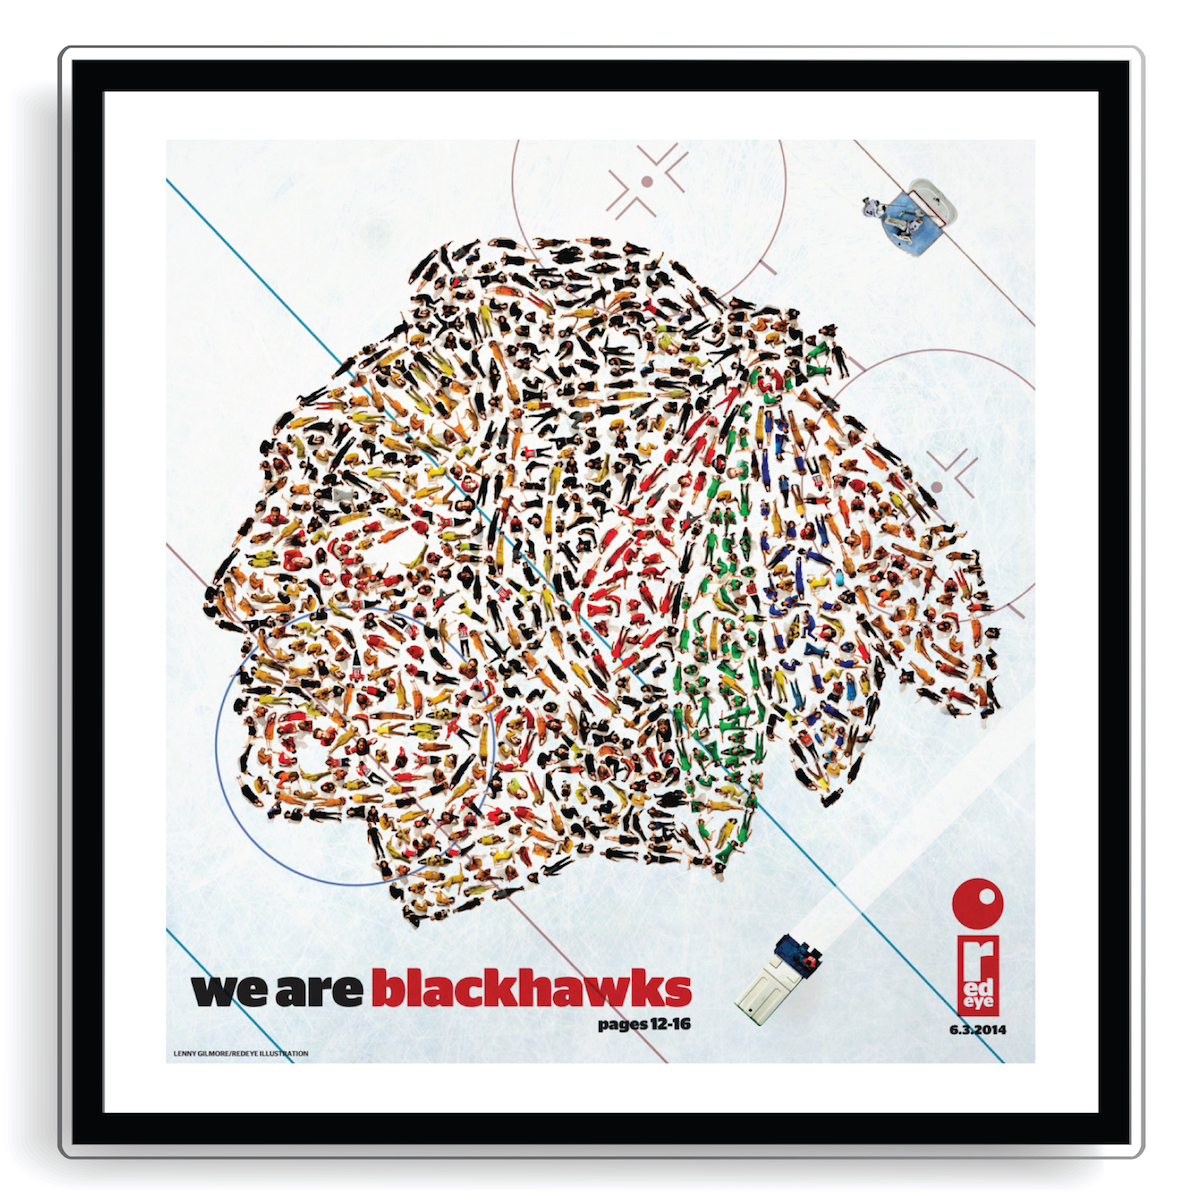 we are blackhawks
pages 12-16
LENNY GILMORE/REDEYE ILLUSTRATION
r
ed
eye
6.3.2014